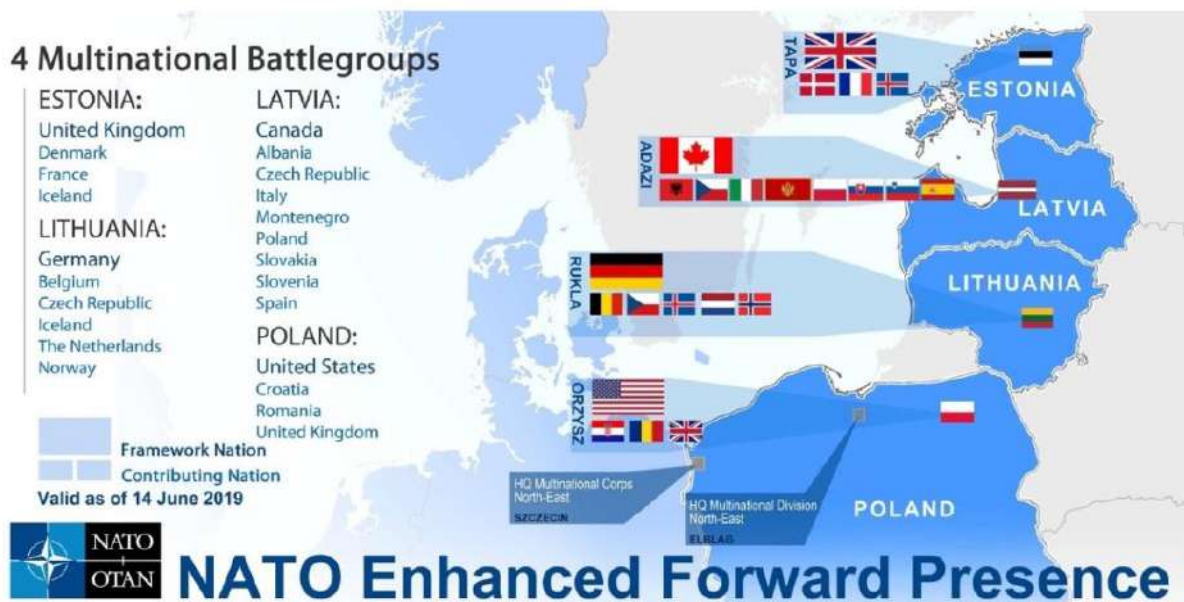 4 Multinational Battlegroups
ESTONIA:
United Kingdom
Denmark
France
Iceland
LITHUANIA:
Germany
Belgium
Czech Republic
Iceland
The Netherlands
Norway
LATVIA:
Canada
Albania
Czech Republic
Italy
Montenegro
Poland
Slovakia
Slovenia
Spain
POLAND:
United States
Croatia
Romania
United Kingdom
Framework Nation
Contributing Nation
Valid as of 14 June 2019
TAPA
ESTONIA
ADAZI
LATVIA
RUKLA
LITHUANIA
ORZYSZ
HQ Multinational Corps
North-East
SZCZECIN
HQ Multinational Division
North-East
ELBLAG
POLAND
NATO
OTAN
NATO Enhanced Forward Presence